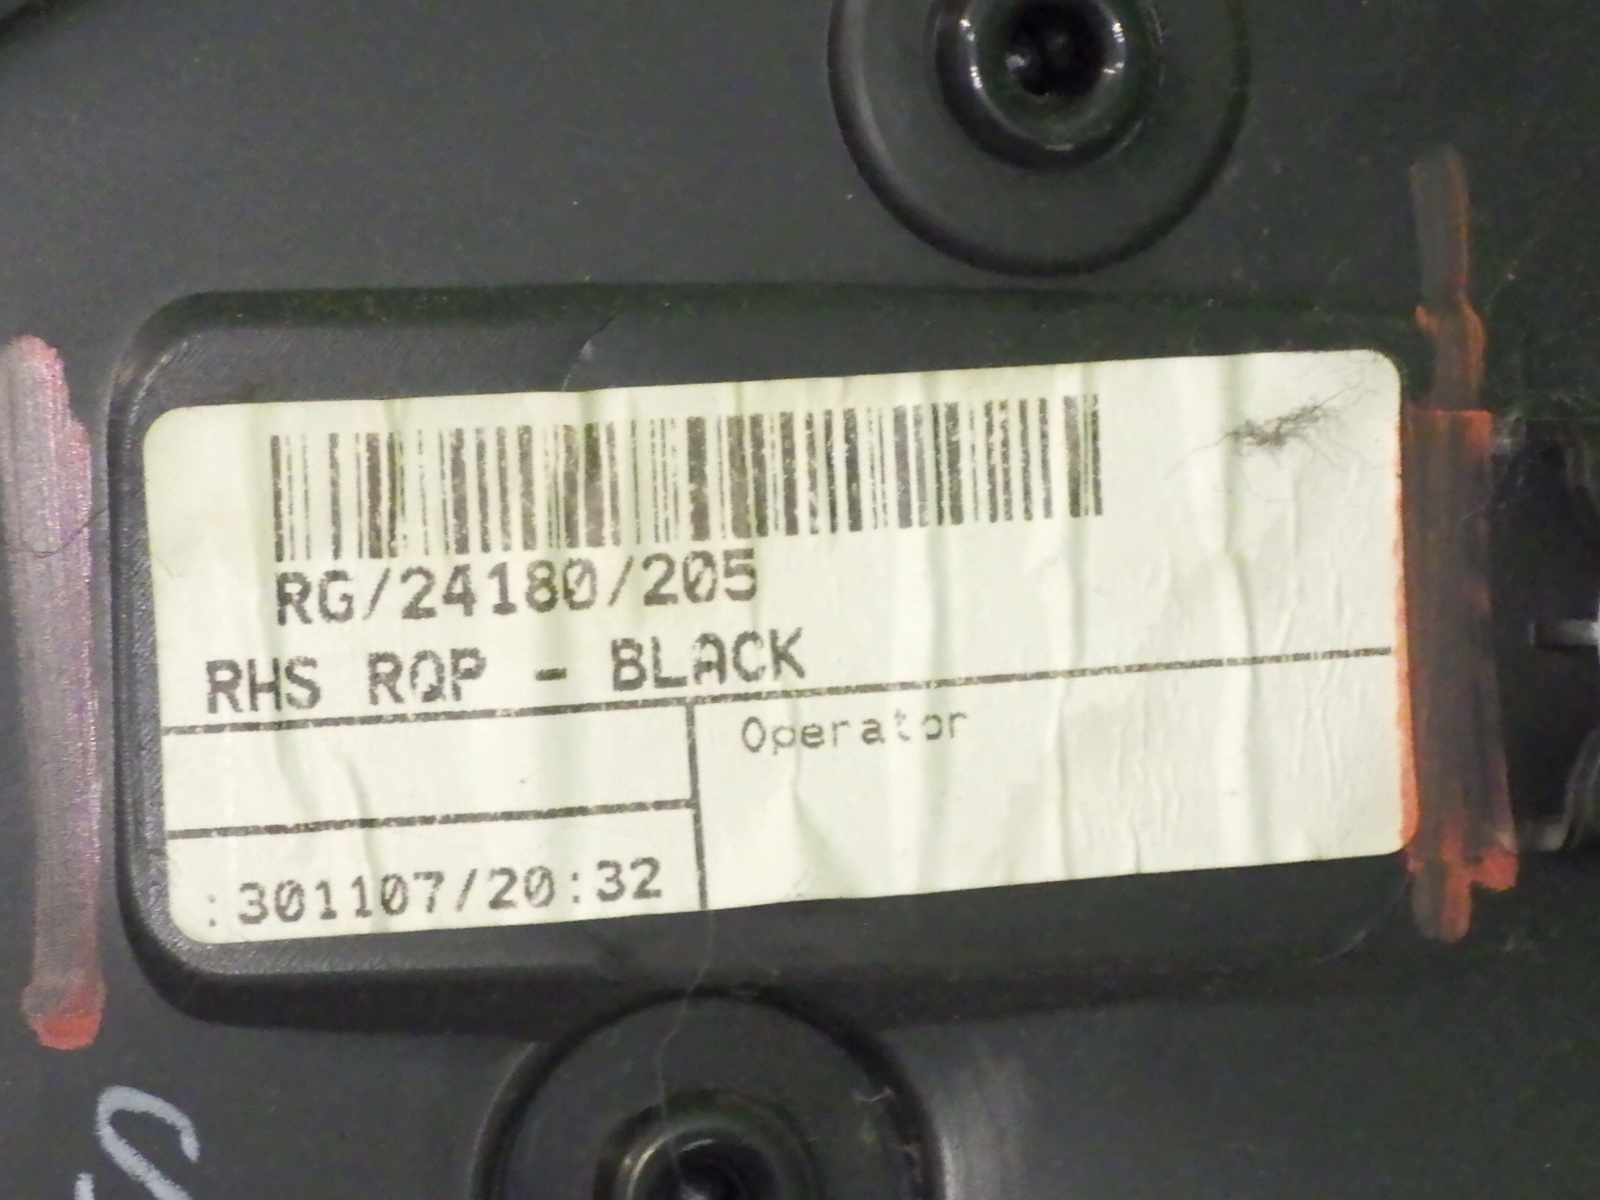 RG/24180/205
RHS RQP - BLACK
Operator
:301107/20:32